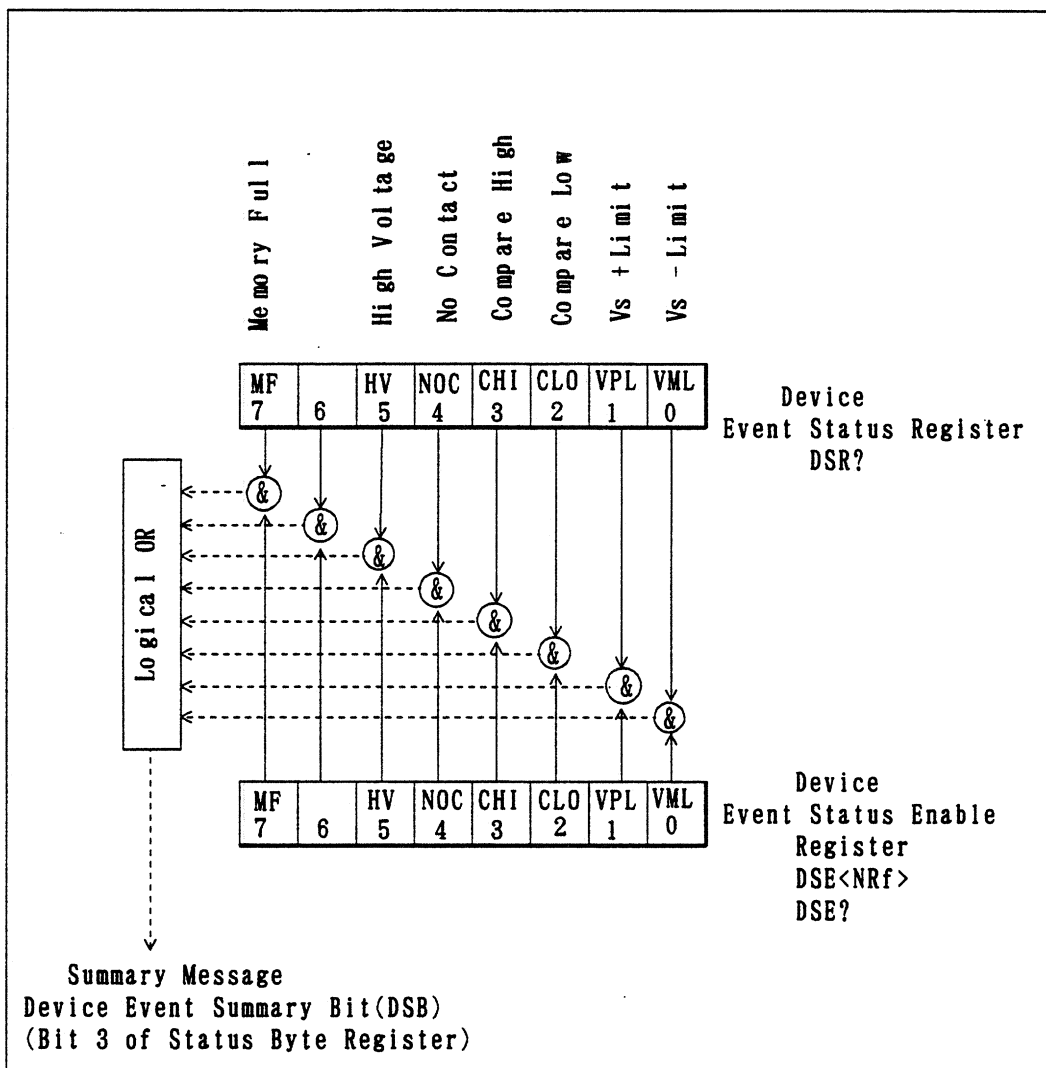 Memory Full
High Voltage
No Contact
Compare High
Compare Low
Vs +Limit
Vs -Limit
MF HV NOC CHI CLO VPL VML
7 6 5 4 3 2 1 0
Device
Event Status Register
DSR?
Logical OR
&
&
&
&
&
&
&
&
MF HV NOC CHI CLO VPL VML
7 6 5 4 3 2 1 0
Device
Event Status Enable
Register
DSE<NRf>
DSE?
Summary Message
Device Event Summary Bit(DSB)
(Bit 3 of Status Byte Register)